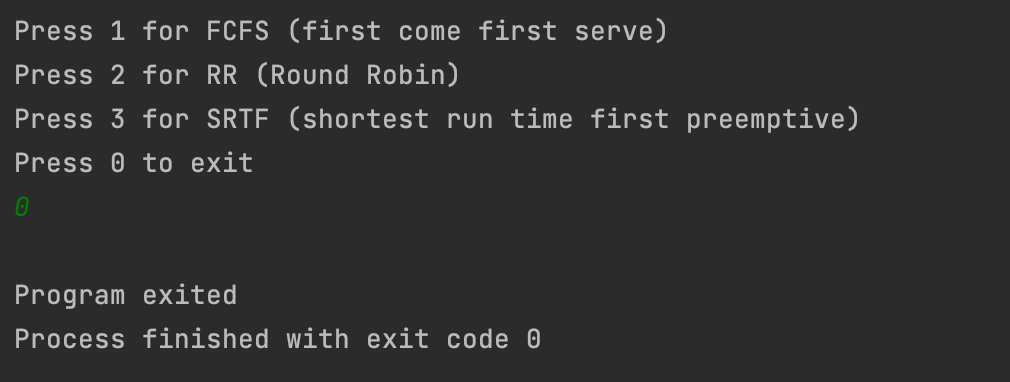 Press 1 for FCFS (first come first serve)
Press 2 for RR (Round Robin)
Press 3 for SRTF (shortest run time first preemptive)
Press 0 to exit
0
Program exited
Process finished with exit code 0